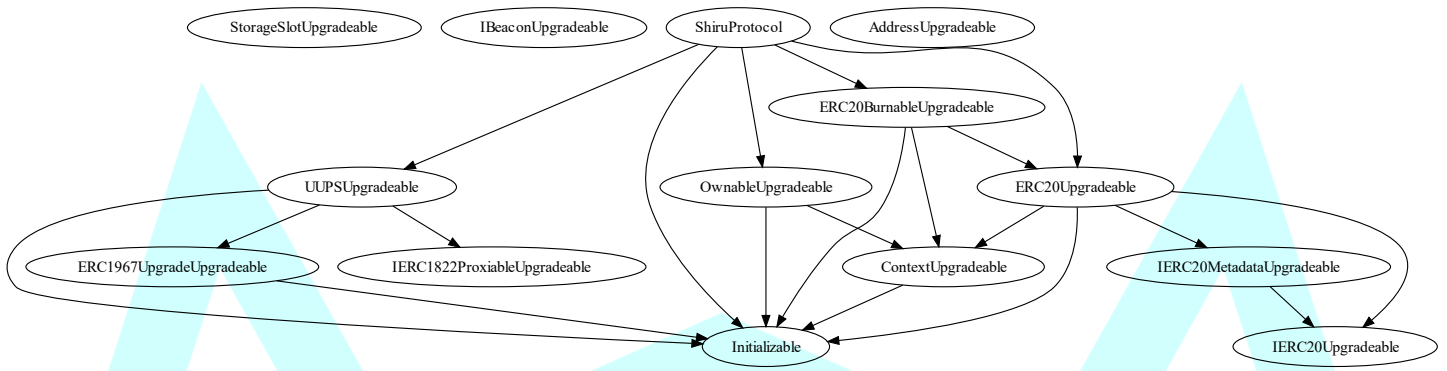 StorageSlotUpgradeable
IBeaconUpgradeable
ShiruProtocol
AddressUpgradeable
ERC20BurnableUpgradeable
UUPSUpgradeable
OwnableUpgradeable
ERC20Upgradeable
ERC1967UpgradeUpgradeable
IERC1822ProxiableUpgradeable
ContextUpgradeable
IERC20MetadataUpgradeable
Initializable
IERC20Upgradeable